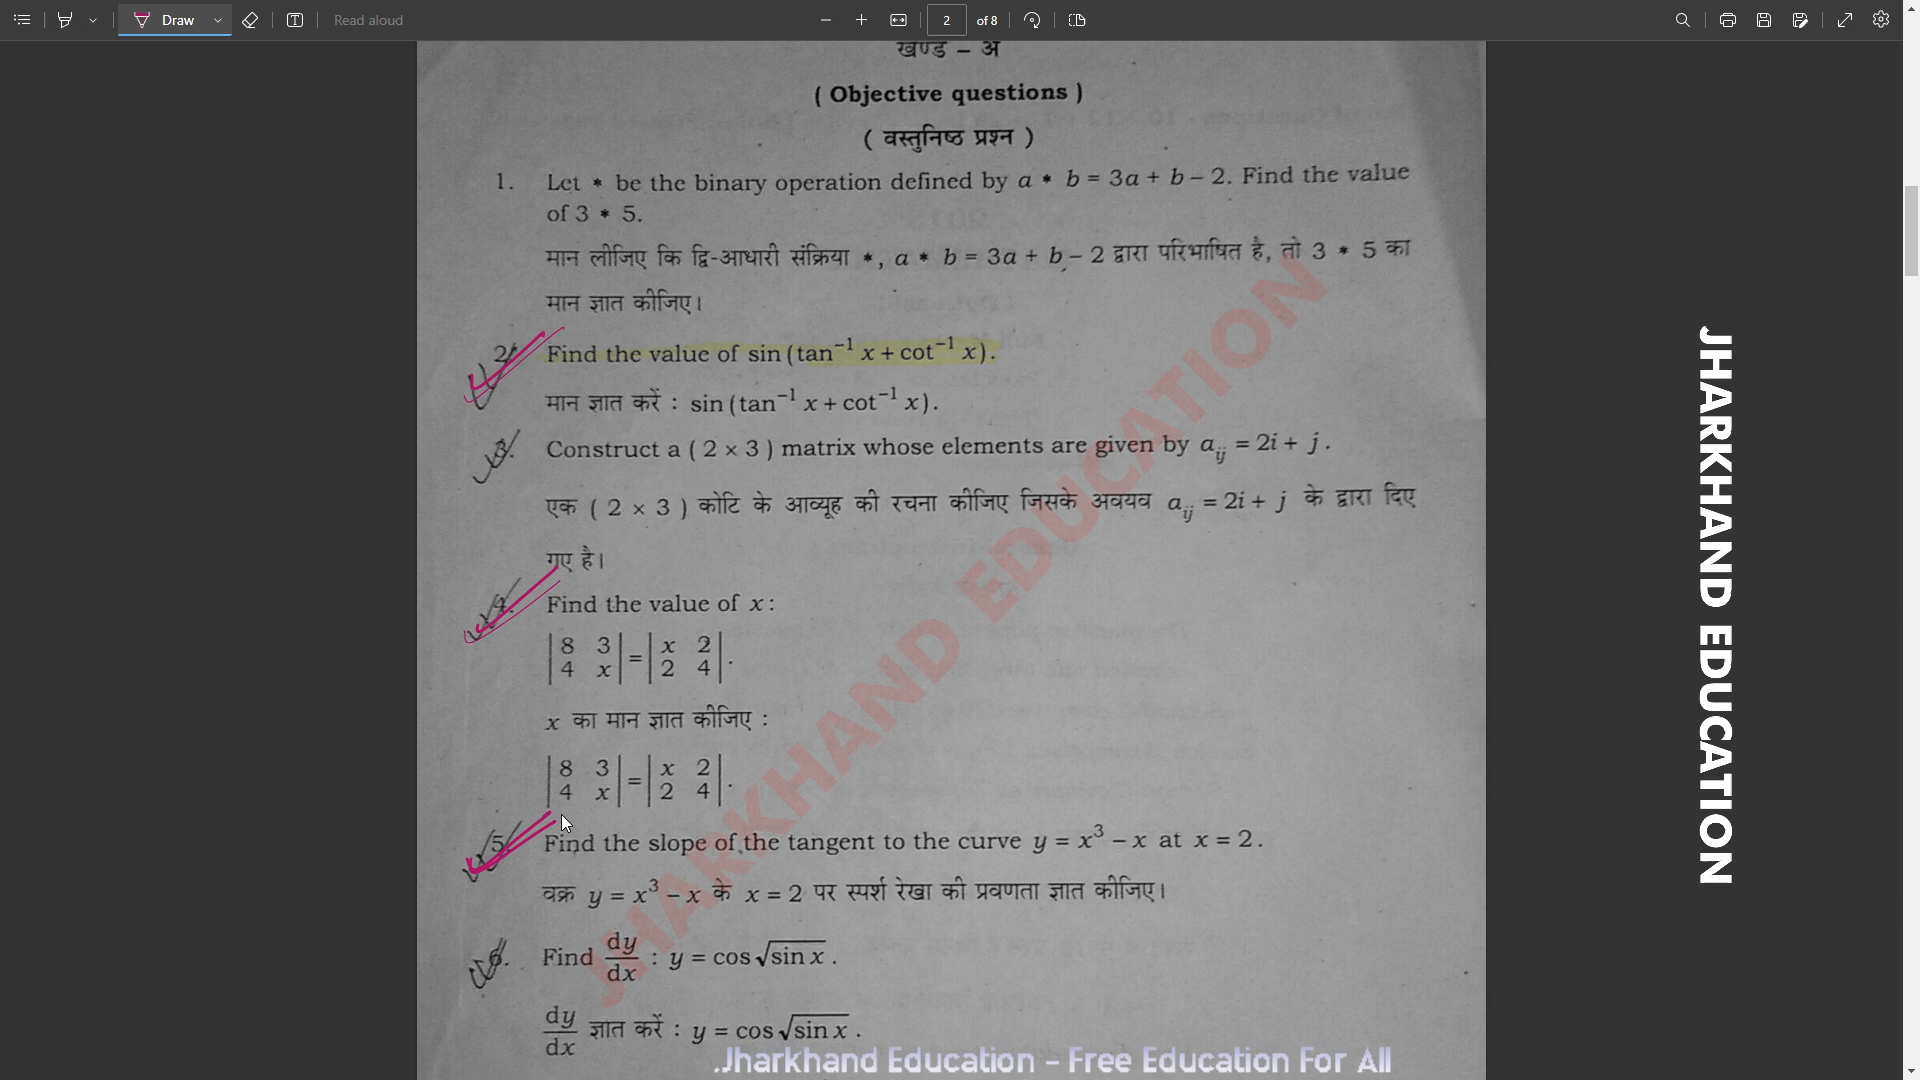 Draw
Read aloud
2 of 8
खण्ड – अ
( Objective questions )
( वस्तुनिष्ठ प्रश्न )
1. Let * be the binary operation defined by a * b = 3a + b – 2. Find the value
of 3 * 5.
मान लीजिए कि द्वि-आधारी संक्रिया *, a * b = 3a + b – 2 द्वारा परिभाषित है, तो 3 * 5 का
मान ज्ञात कीजिए।
2. Find the value of sin (tan⁻¹ x + cot⁻¹ x).
मान ज्ञात करें : sin (tan⁻¹ x + cot⁻¹ x).
3. Construct a ( 2 × 3 ) matrix whose elements are given by aij = 2i + j .
एक ( 2 × 3 ) कोटि के आव्यूह की रचना कीजिए जिसके अवयव aij = 2i + j के द्वारा दिए
गए है।
4. Find the value of x :
|8 3| = |x 2|
|4 x| |2 4| .
x का मान ज्ञात कीजिए :
|8 3| = |x 2|
|4 x| |2 4| .
5. Find the slope of the tangent to the curve y = x³ – x at x = 2.
वक्र y = x³ – x के x = 2 पर स्पर्श रेखा की प्रवणता ज्ञात कीजिए।
6. Find dy/dx : y = cos √sin x .
dy/dx ज्ञात करें : y = cos √sin x .
JHARKHAND EDUCATION
JHARKHAND EDUCATION
.Jharkhand Education – Free Education For All